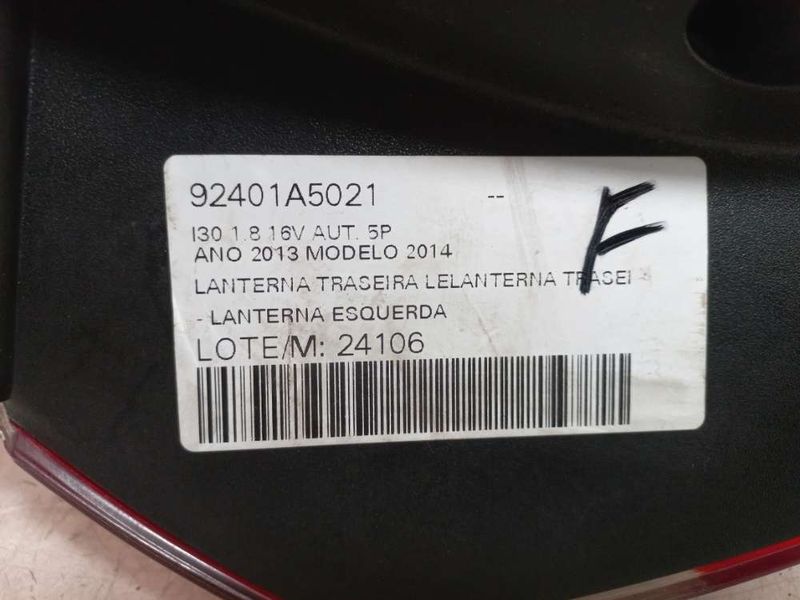 92401A5021 --
I30 1.8 16V AUT. 5P
ANO 2013 MODELO 2014
LANTERNA TRASEIRA LELANTERNA TRASEI
- LANTERNA ESQUERDA
LOTE/M: 24106
F